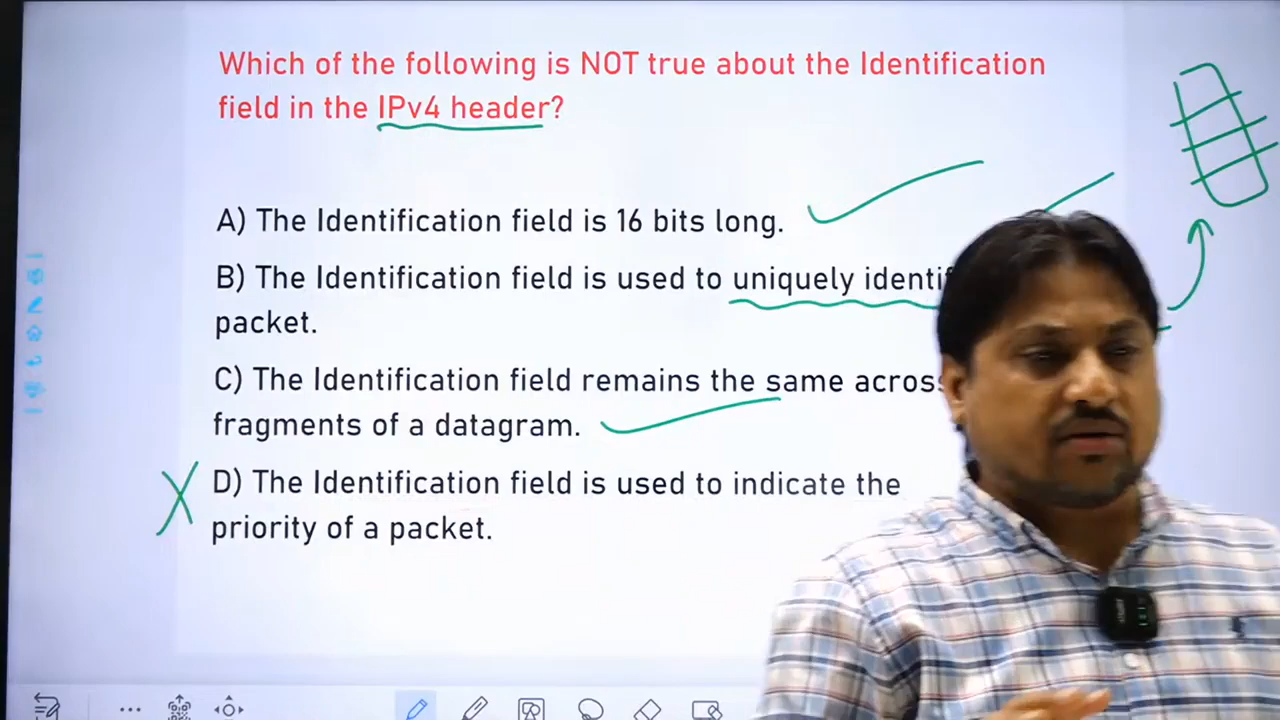 Which of the following is NOT true about the Identification
field in the IPv4 header?
A) The Identification field is 16 bits long.
B) The Identification field is used to uniquely
packet.
C) The Identification field remains the same across
fragments of a datagram.
D) The Identification field is used to indicate the
priority of a packet.